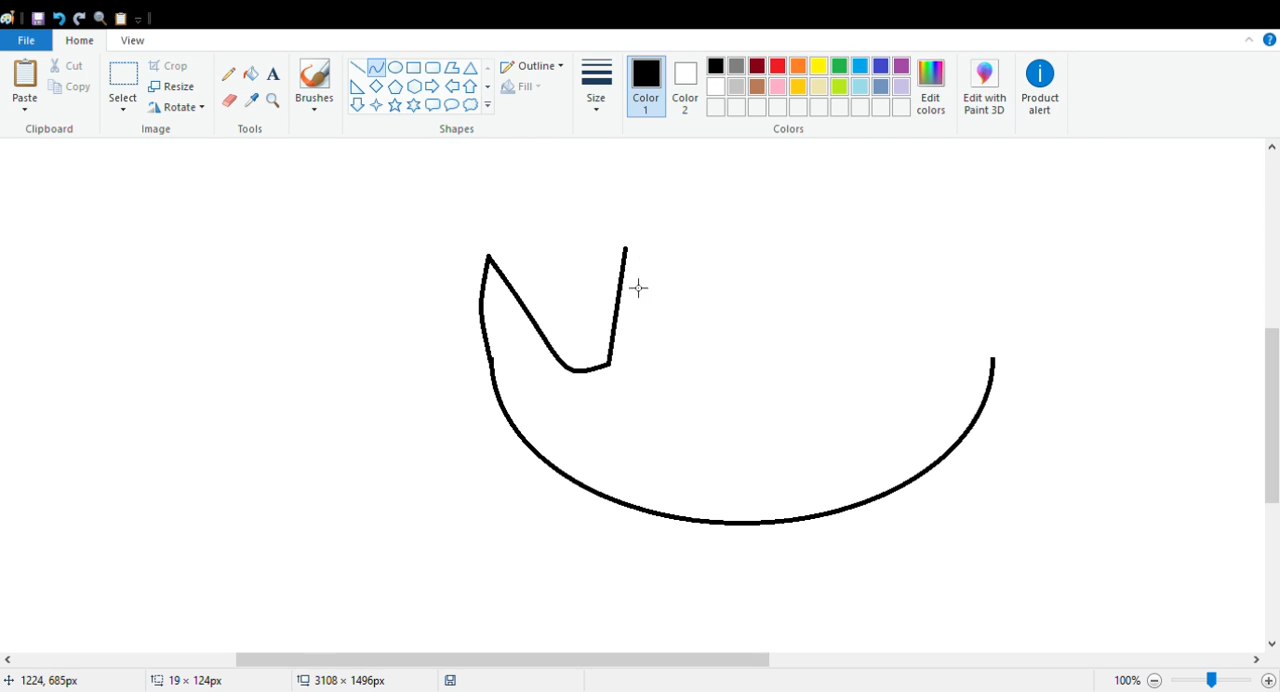 File Home View
Paste Cut Copy Clipboard
Select Crop Resize Rotate Image
A Tools
Brushes
Outline Fill Shapes
Size
Color 1 Color 2 Edit colors Colors
Edit with Paint 3D
Product alert
1224, 685px 19 × 124px 3108 × 1496px 100%